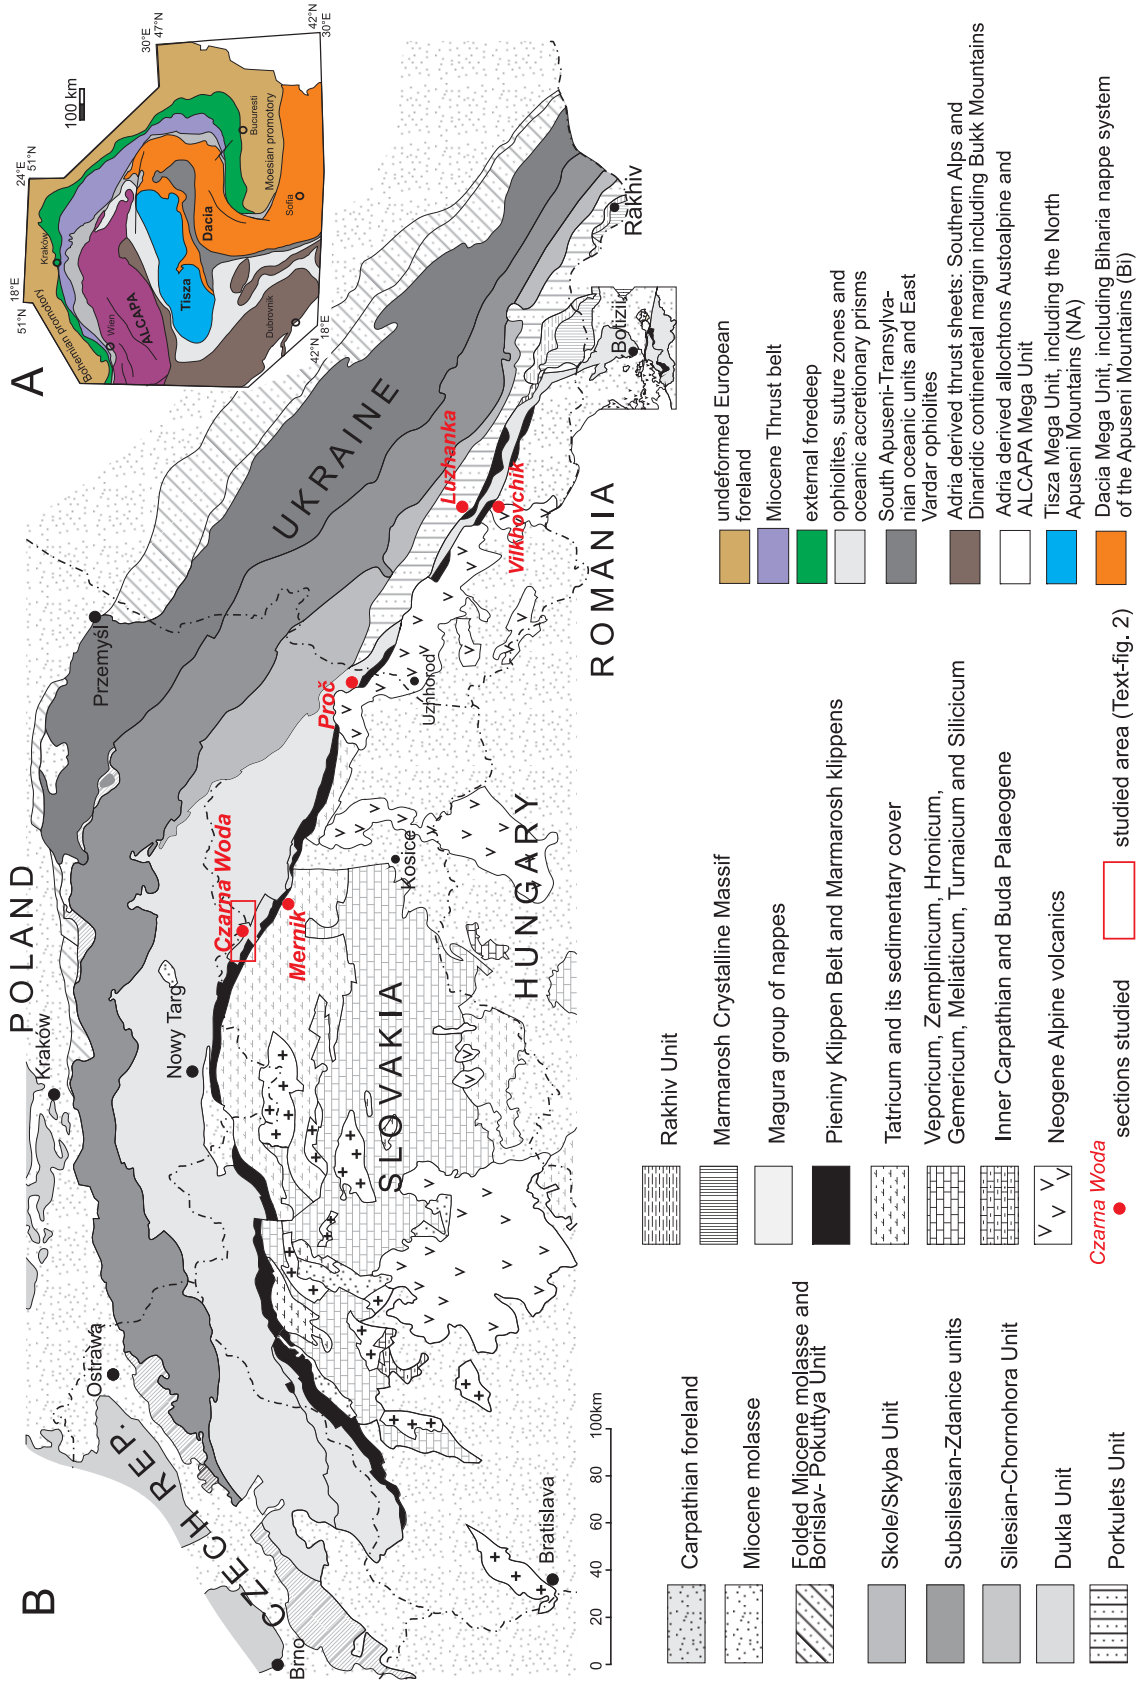 A
100 km
18°E
51°N
24°E
51°N
30°E
47°N
42°N
30°E
42°N
18°E
Bohemian promotory
Kraków
Wien
ALCAPA
Tisza
Dacia
Bucuresti
Moesian promotory
Sofia
Dubrovnik
B
POLAND
CZECH REP.
SLOVAKIA
HUNGARY
UKRAINE
ROMANIA
Kraków
Ostrawa
Brno
Bratislava
Nowy Targ
Przemyśl
Czarna Woda
Mernik
Kosice
Proč
Uzhhorod
Luzhanka
Vilkhovchik
Botizii
Rakhiv
0 20 40 60 80 100km
Carpathian foreland
Miocene molasse
Folded Miocene molasse and
Borislav- Pokuttya Unit
Skole/Skyba Unit
Subsilesian-Zdanice units
Silesian-Chornohora Unit
Dukla Unit
Porkulets Unit
Rakhiv Unit
Marmarosh Crystalline Massif
Magura group of nappes
Pieniny Klippen Belt and Marmarosh klippens
Tatricum and its sedimentary cover
Veporicum, Zemplinicum, Hronicum,
Gemericum, Meliaticum, Turnaicum and Silicicum
Inner Carpathian and Buda Palaeogene
Neogene Alpine volcanics
Czarna Woda
sections studied
studied area (Text-fig. 2)
undeformed European
foreland
Miocene Thrust belt
external foredeep
ophiolites, suture zones and
oceanic accretionary prisms
South Apuseni-Transylva-
nian oceanic units and East
Vardar ophiolites
Adria derived thrust sheets: Southern Alps and
Dinaridic continenetal margin including Bukk Mountains
Adria derived allochtons Austoalpine and
ALCAPA Mega Unit
Tisza Mega Unit, including the North
Apuseni Mountains (NA)
Dacia Mega Unit, including Biharia nappe system
of the Apuseni Mountains (Bi)